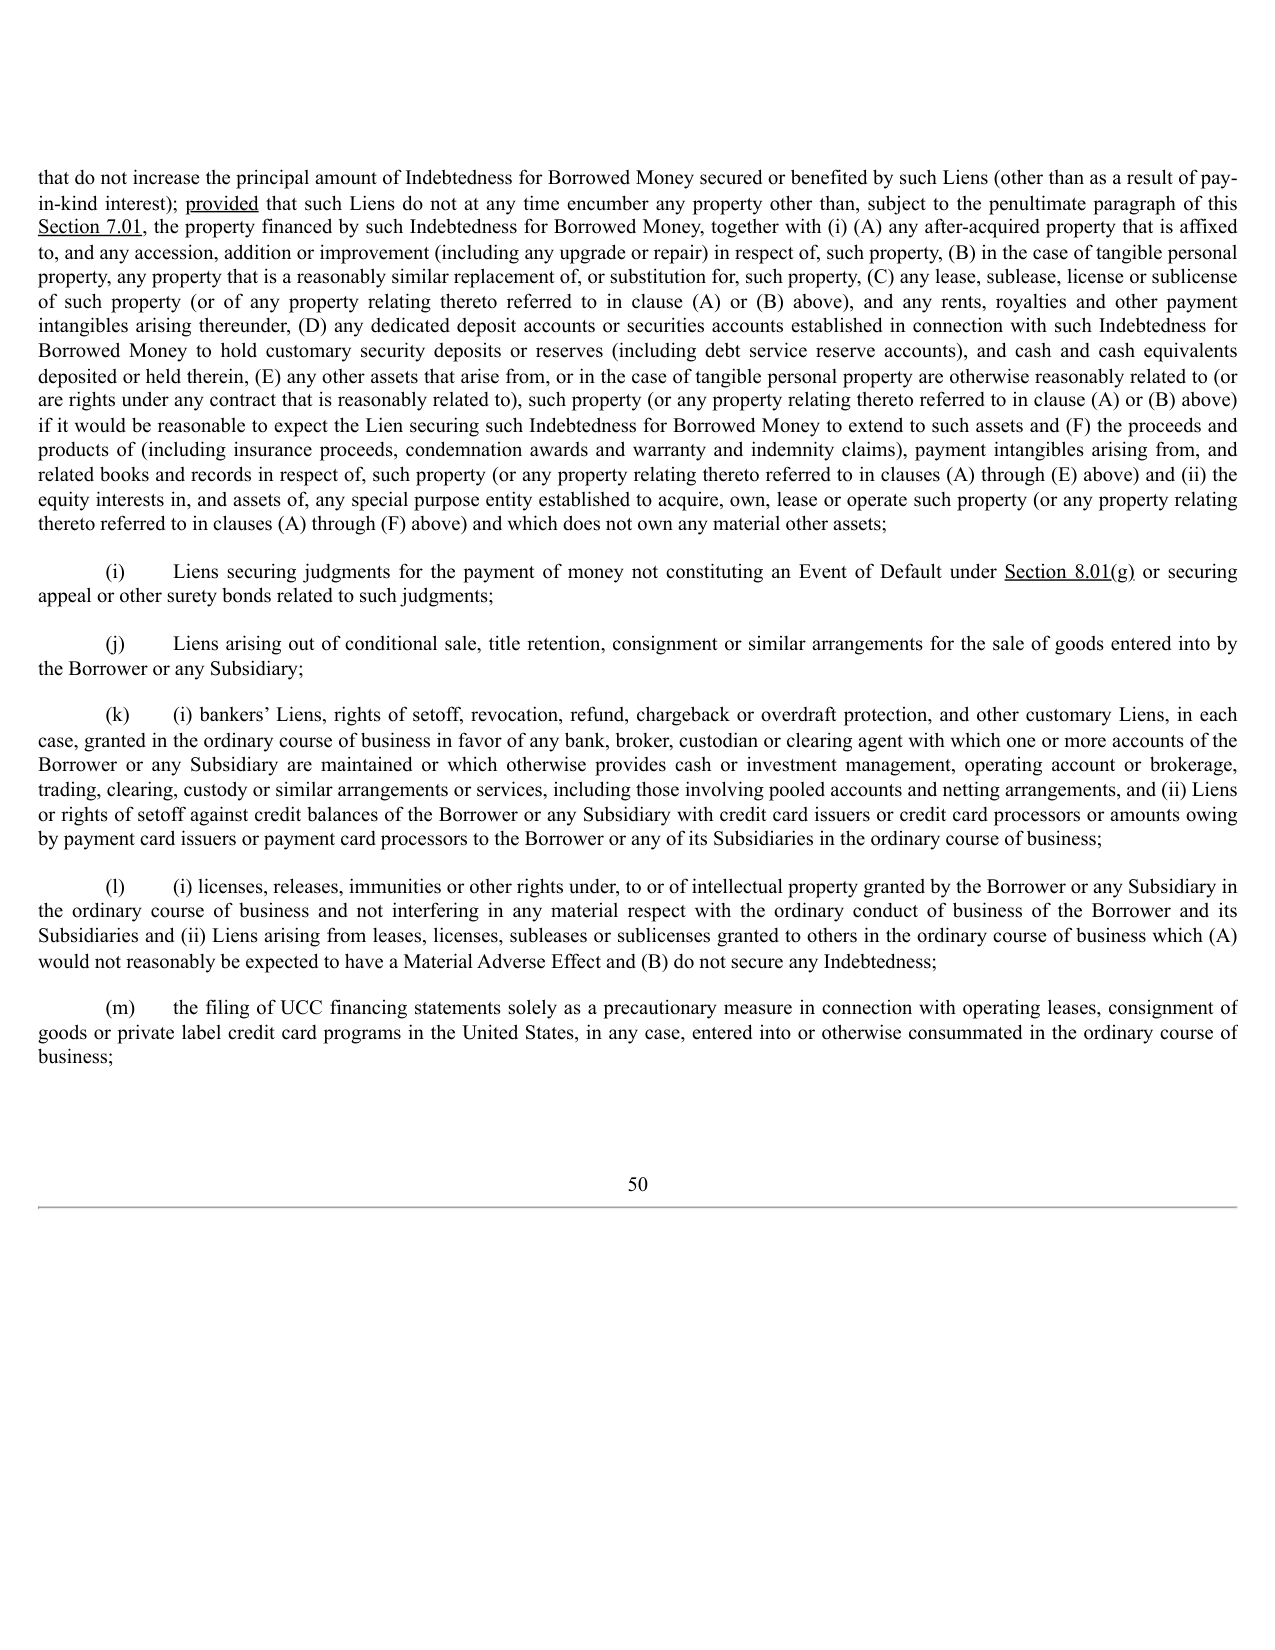 that do not increase the principal amount of Indebtedness for Borrowed Money secured or benefited by such Liens (other than as a result of pay-
in-kind interest); provided that such Liens do not at any time encumber any property other than, subject to the penultimate paragraph of this
Section 7.01, the property financed by such Indebtedness for Borrowed Money, together with (i) (A) any after-acquired property that is affixed
to, and any accession, addition or improvement (including any upgrade or repair) in respect of, such property, (B) in the case of tangible personal
property, any property that is a reasonably similar replacement of, or substitution for, such property, (C) any lease, sublease, license or sublicense
of such property (or of any property relating thereto referred to in clause (A) or (B) above), and any rents, royalties and other payment
intangibles arising thereunder, (D) any dedicated deposit accounts or securities accounts established in connection with such Indebtedness for
Borrowed Money to hold customary security deposits or reserves (including debt service reserve accounts), and cash and cash equivalents
deposited or held therein, (E) any other assets that arise from, or in the case of tangible personal property are otherwise reasonably related to (or
are rights under any contract that is reasonably related to), such property (or any property relating thereto referred to in clause (A) or (B) above)
if it would be reasonable to expect the Lien securing such Indebtedness for Borrowed Money to extend to such assets and (F) the proceeds and
products of (including insurance proceeds, condemnation awards and warranty and indemnity claims), payment intangibles arising from, and
related books and records in respect of, such property (or any property relating thereto referred to in clauses (A) through (E) above) and (ii) the
equity interests in, and assets of, any special purpose entity established to acquire, own, lease or operate such property (or any property relating
thereto referred to in clauses (A) through (F) above) and which does not own any material other assets;
(i) Liens securing judgments for the payment of money not constituting an Event of Default under Section 8.01(g) or securing
appeal or other surety bonds related to such judgments;
(j) Liens arising out of conditional sale, title retention, consignment or similar arrangements for the sale of goods entered into by
the Borrower or any Subsidiary;
(k) (i) bankers’ Liens, rights of setoff, revocation, refund, chargeback or overdraft protection, and other customary Liens, in each
case, granted in the ordinary course of business in favor of any bank, broker, custodian or clearing agent with which one or more accounts of the
Borrower or any Subsidiary are maintained or which otherwise provides cash or investment management, operating account or brokerage,
trading, clearing, custody or similar arrangements or services, including those involving pooled accounts and netting arrangements, and (ii) Liens
or rights of setoff against credit balances of the Borrower or any Subsidiary with credit card issuers or credit card processors or amounts owing
by payment card issuers or payment card processors to the Borrower or any of its Subsidiaries in the ordinary course of business;
(l) (i) licenses, releases, immunities or other rights under, to or of intellectual property granted by the Borrower or any Subsidiary in
the ordinary course of business and not interfering in any material respect with the ordinary conduct of business of the Borrower and its
Subsidiaries and (ii) Liens arising from leases, licenses, subleases or sublicenses granted to others in the ordinary course of business which (A)
would not reasonably be expected to have a Material Adverse Effect and (B) do not secure any Indebtedness;
(m) the filing of UCC financing statements solely as a precautionary measure in connection with operating leases, consignment of
goods or private label credit card programs in the United States, in any case, entered into or otherwise consummated in the ordinary course of
business;
50